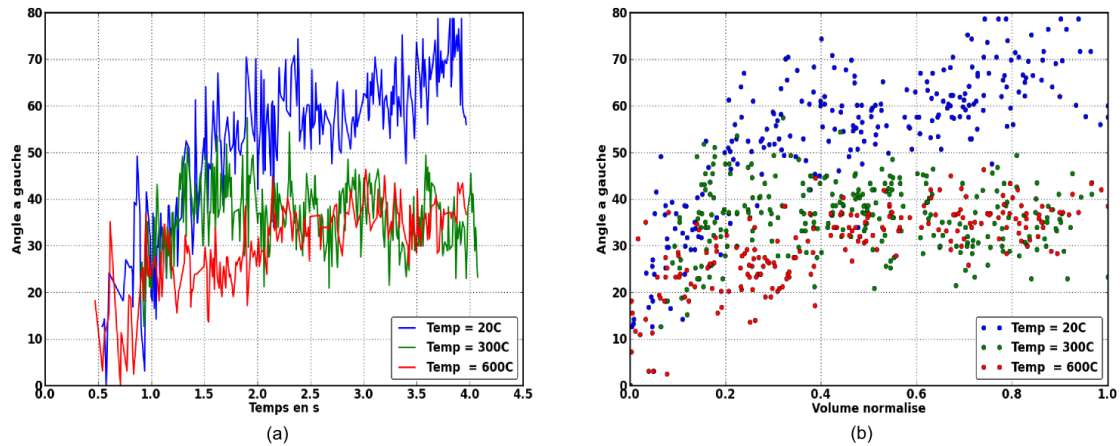 80
70
60
50
40
30
20
10
0
Angle a gauche
0.0 0.5 1.0 1.5 2.0 2.5 3.0 3.5 4.0 4.5
Temps en s
Temp = 20C
Temp = 300C
Temp = 600C
(a)
80
70
60
50
40
30
20
10
0
Angle a gauche
0.0 0.2 0.4 0.6 0.8 1.0
Volume normalise
Temp = 20C
Temp = 300C
Temp = 600C
(b)